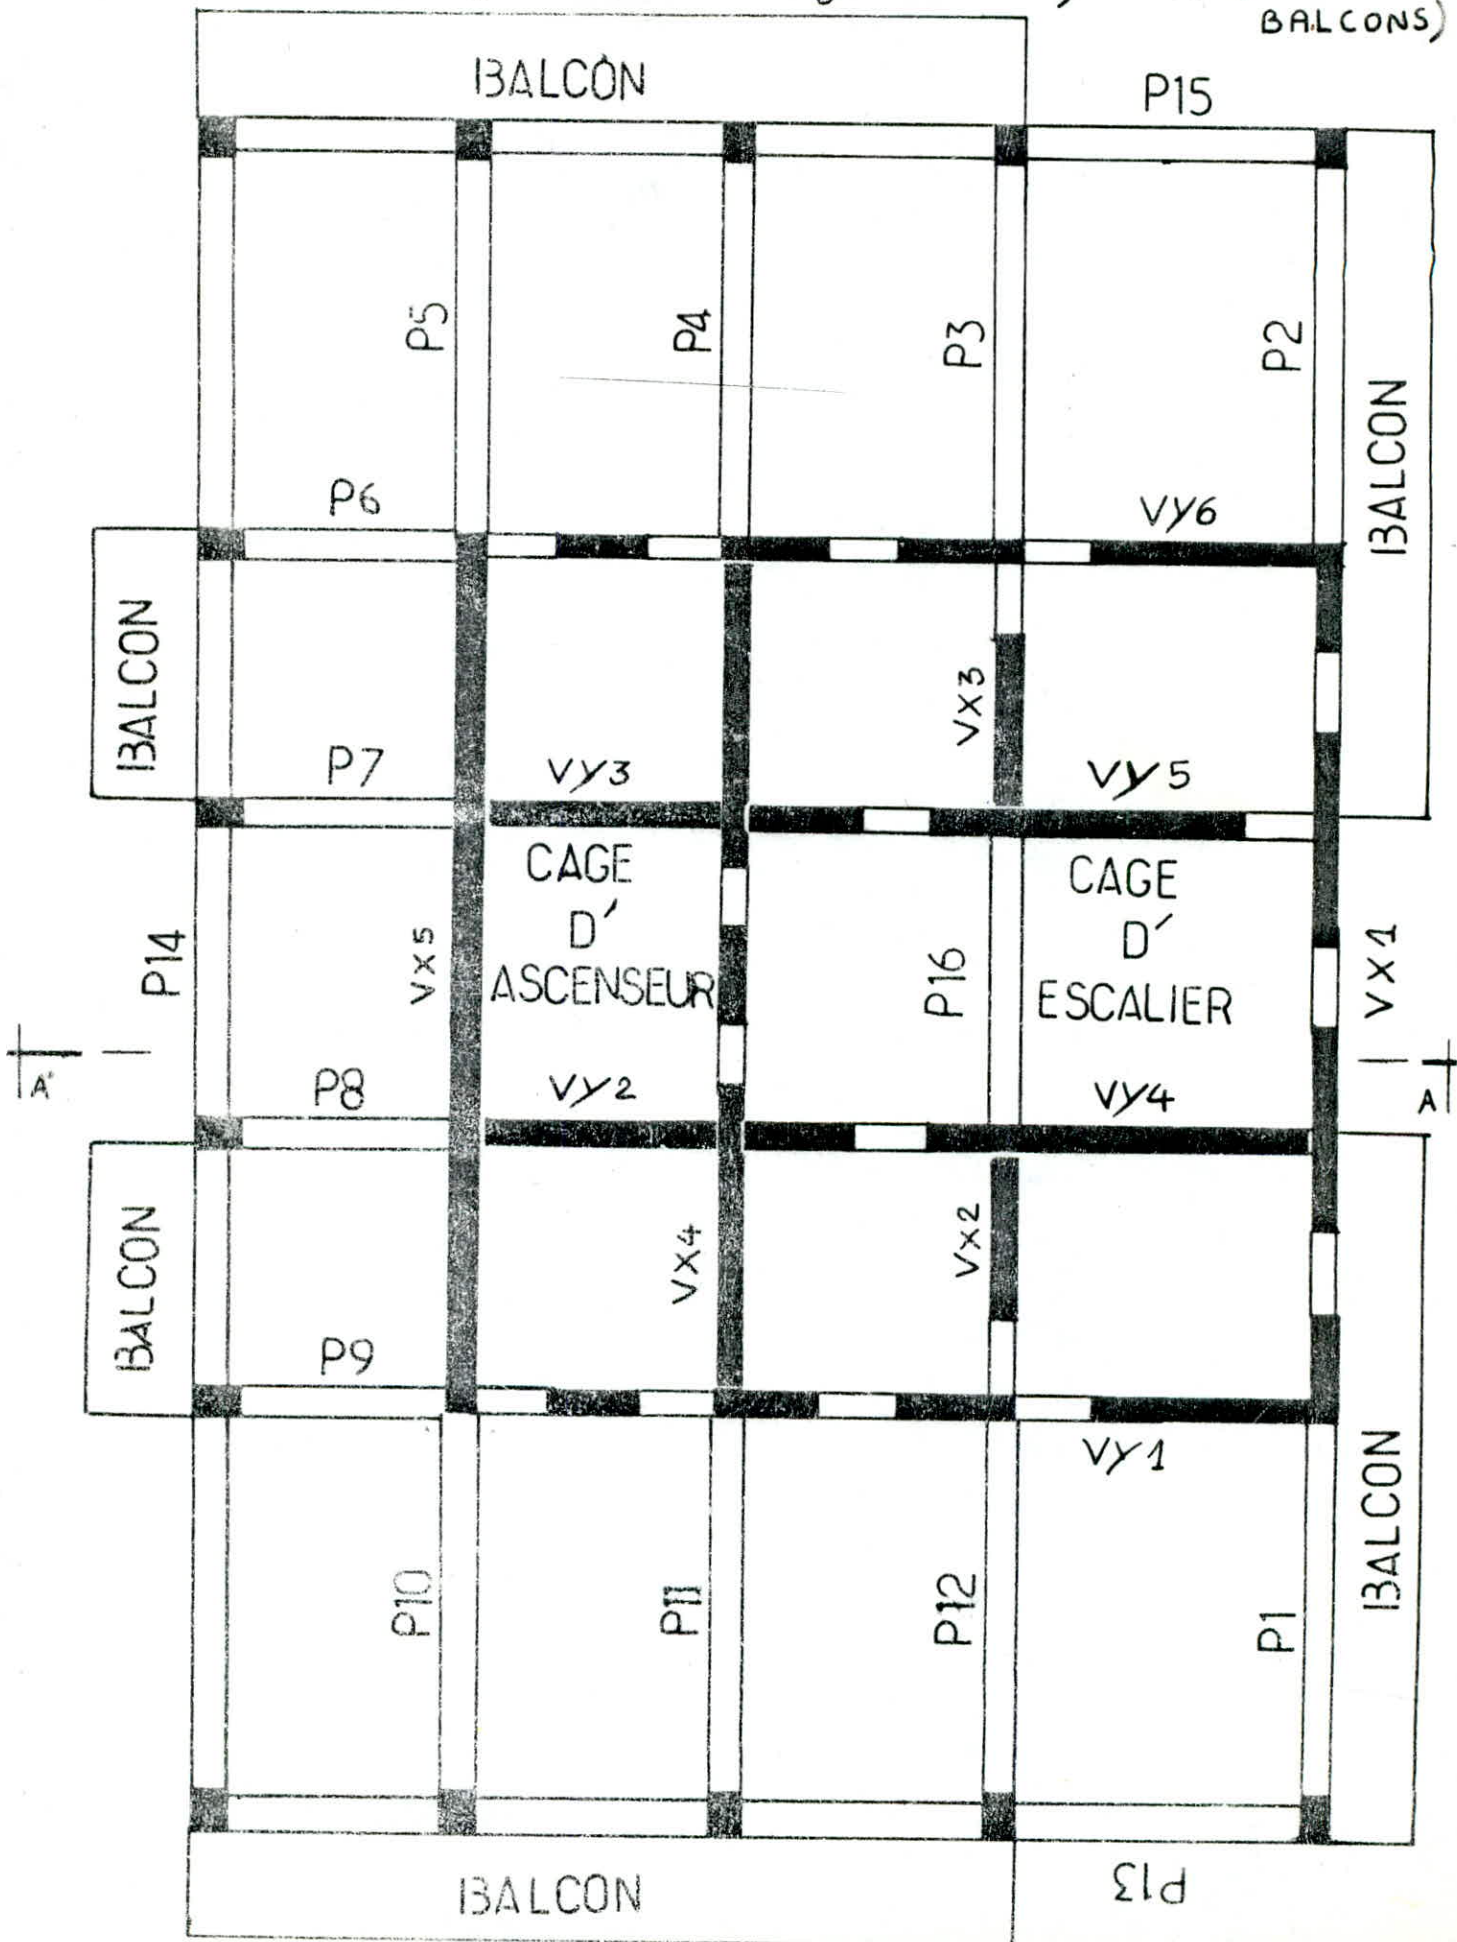 BALCONS)
BALCON
P15
P5
P4
P3
P2
BALCON
P6
Vy6
BALCON
VX3
P7
Vy3
Vy5
CAGE
D'
ASCENSEUR
CAGE
D'
ESCALIER
P14
VX5
P16
VX1
A'
P8
Vy2
Vy4
A
BALCON
VX4
VX2
P9
Vy1
BALCON
P10
P11
P12
P1
BALCON
P13